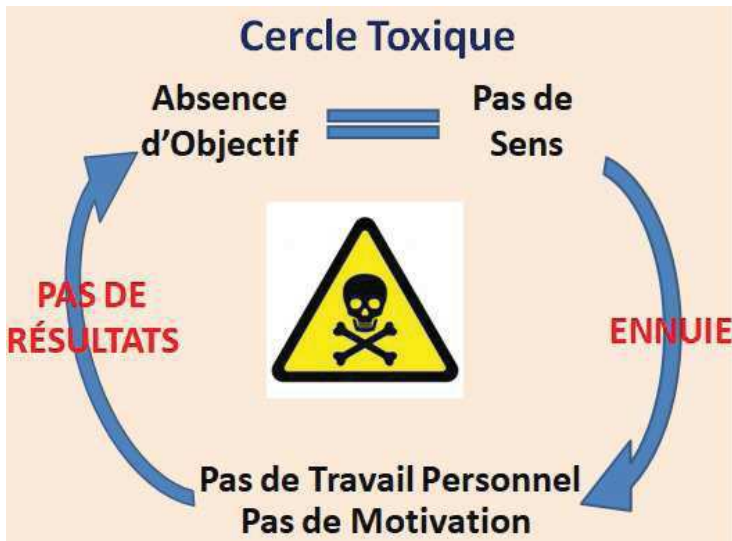 Cercle Toxique
Absence
d'Objectif
Pas de
Sens
PAS DE
RÉSULTATS
ENNUIE
Pas de Travail Personnel
Pas de Motivation